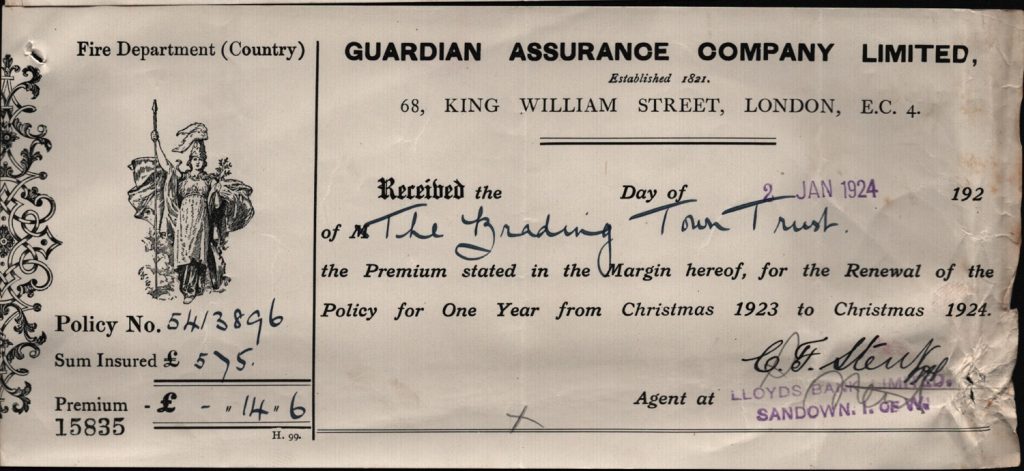 Fire Department (Country)
Policy No. 5413896
Sum Insured £ 575.
Premium - £ - " 14 " 6
15835
H. 99.
GUARDIAN ASSURANCE COMPANY LIMITED,
Established 1821.
68, KING WILLIAM STREET, LONDON, E.C. 4.
Received the Day of 2 JAN 1924 192
of M The Brading Town Trust.
the Premium stated in the Margin hereof, for the Renewal of the
Policy for One Year from Christmas 1923 to Christmas 1924.
C. F.
Agent at LLOYDS BANK LIMITED.
SANDOWN. I. OF W.